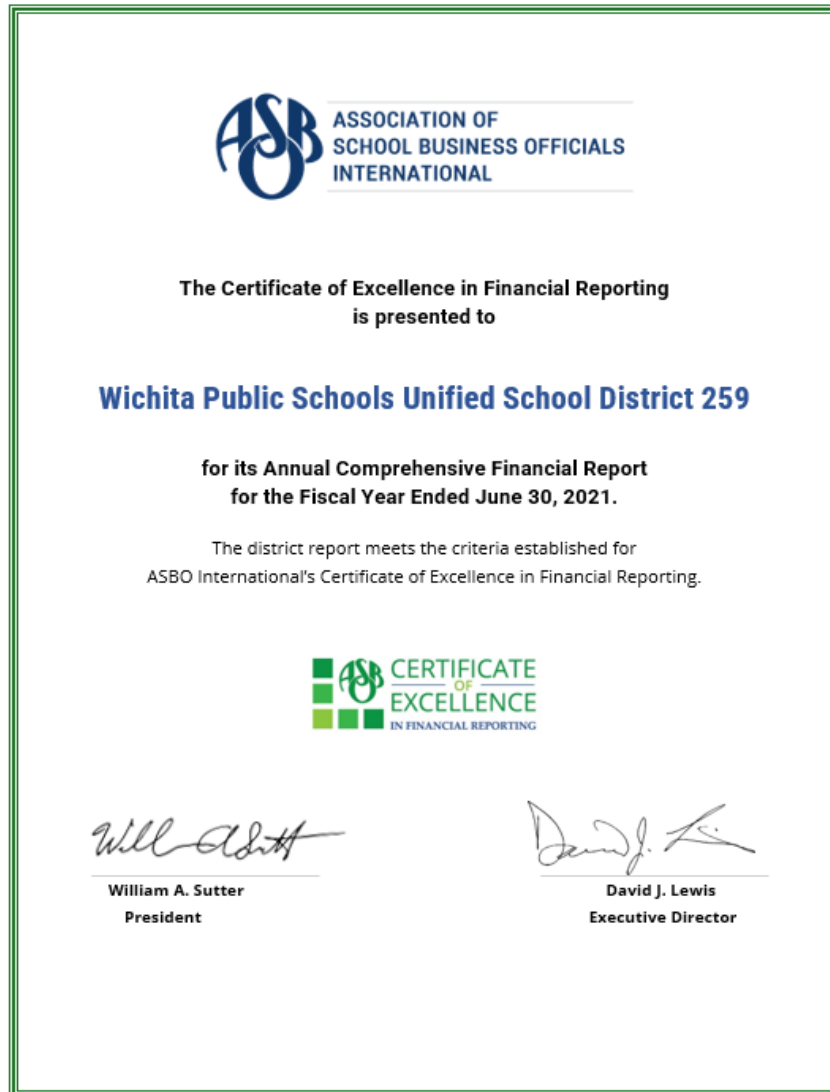 ASBO
ASSOCIATION OF
SCHOOL BUSINESS OFFICIALS
INTERNATIONAL
The Certificate of Excellence in Financial Reporting
is presented to
Wichita Public Schools Unified School District 259
for its Annual Comprehensive Financial Report
for the Fiscal Year Ended June 30, 2021.
The district report meets the criteria established for
ASBO International's Certificate of Excellence in Financial Reporting.
ASBO
CERTIFICATE
OF
EXCELLENCE
IN FINANCIAL REPORTING
William A. Sutter
President
David J. Lewis
Executive Director